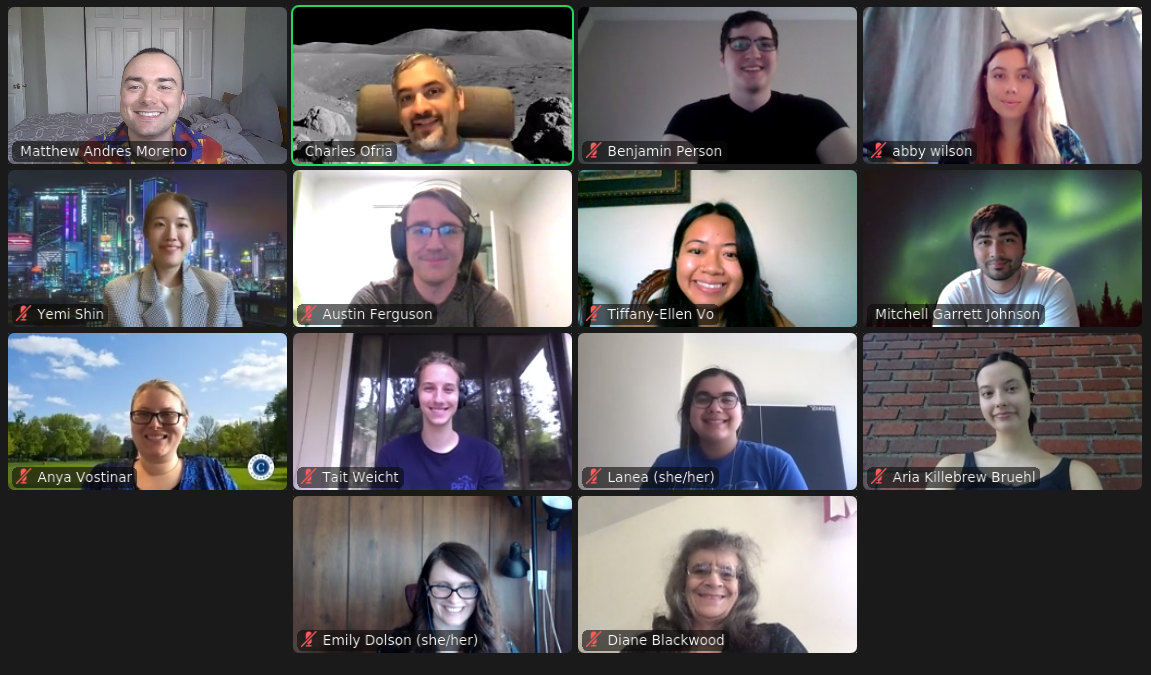 Matthew Andres Moreno
Charles Ofria
Benjamin Person
abby wilson
Yemi Shin
Austin Ferguson
Tiffany-Ellen Vo
Mitchell Garrett Johnson
Anya Vostinar
C
Tait Weicht
Lanea (she/her)
Aria Killebrew Bruehl
Emily Dolson (she/her)
Diane Blackwood